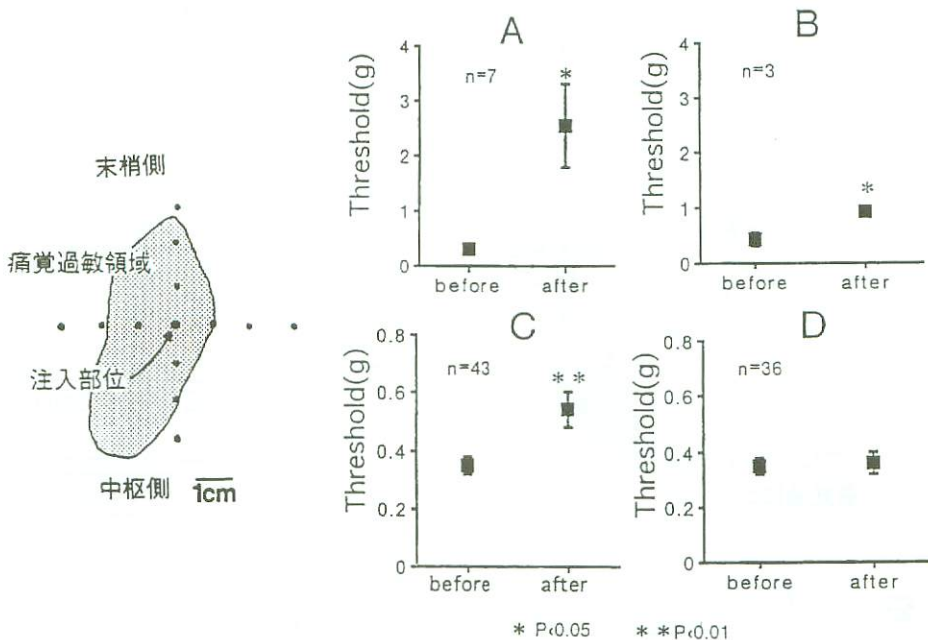 末梢側
痛覚過敏領域
注入部位
中枢側 1cm
A
Threshold(g)
4
3
2
1
0
n=7
*
before after
B
Threshold(g)
4
3
2
1
0
n=3
*
before after
C
Threshold(g)
0.8
0.6
0.4
0.2
0
n=43
**
before after
D
Threshold(g)
0.8
0.6
0.4
0.2
0
n=36
before after
* P<0.05 **P<0.01